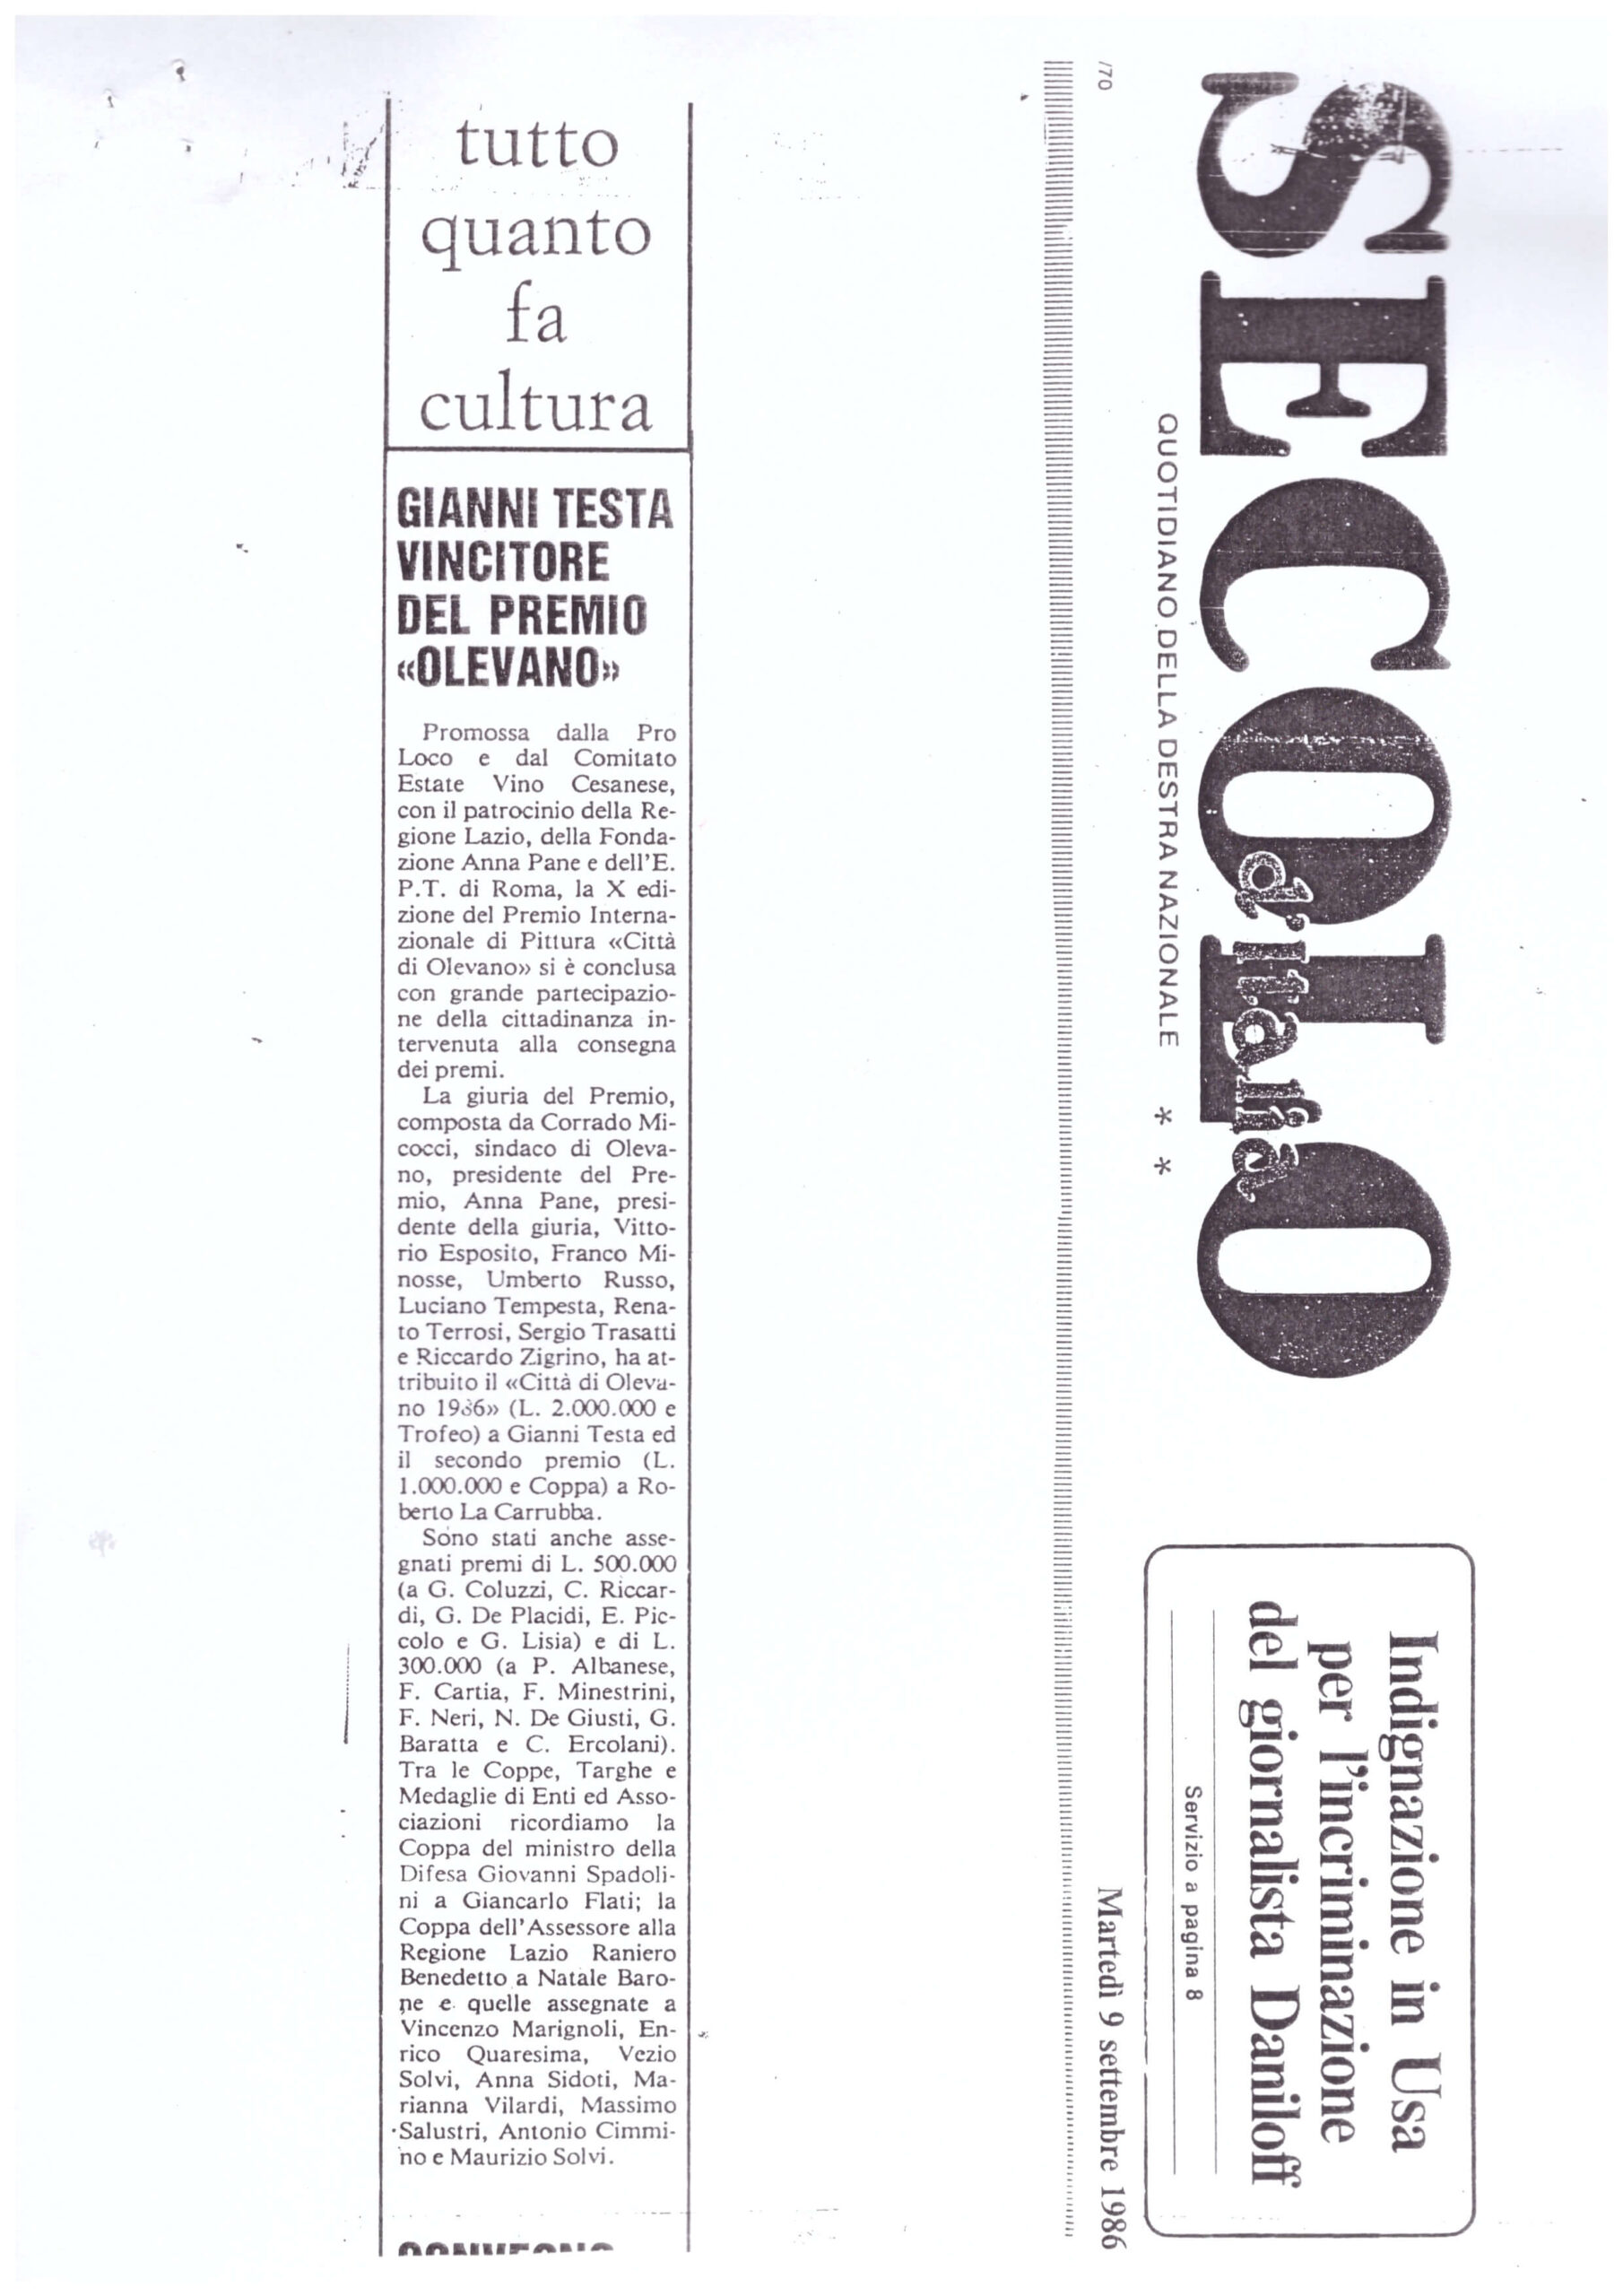 tutto
quanto
fa
cultura
GIANNI TESTA
VINCITORE
DEL PREMIO
«OLEVANO»
Promossa dalla Pro
Loco e dal Comitato
Estate Vino Cesanese,
con il patrocinio della Re-
gione Lazio, della Fonda-
zione Anna Pane e dell'E.
P.T. di Roma, la X edi-
zione del Premio Interna-
zionale di Pittura «Città
di Olevano» si è conclusa
con grande partecipazio-
ne della cittadinanza in-
tervenuta alla consegna
dei premi.
La giuria del Premio,
composta da Corrado Mi-
cocci, sindaco di Oleva-
no, presidente del Pre-
mio, Anna Pane, presi-
dente della giuria, Vitto-
rio Esposito, Franco Mi-
nosse, Umberto Russo,
Luciano Tempesta, Rena-
to Terrosi, Sergio Trasatti
e Riccardo Zigrino, ha at-
tribuito il «Città di Oleva-
no 1986» (L. 2.000.000 e
Trofeo) a Gianni Testa ed
il secondo premio (L.
1.000.000 e Coppa) a Ro-
berto La Carrubba.
Sono stati anche asse-
gnati premi di L. 500.000
(a G. Coluzzi, C. Riccar-
di, G. De Placidi, E. Pic-
colo e G. Lisia) e di L.
300.000 (a P. Albanese,
F. Cartia, F. Minestrini,
F. Neri, N. De Giusti, G.
Baratta e C. Ercolani).
Tra le Coppe, Targhe e
Medaglie di Enti ed Asso-
ciazioni ricordiamo la
Coppa del ministro della
Difesa Giovanni Spadoli-
ni a Giancarlo Flati; la
Coppa dell'Assessore alla
Regione Lazio Raniero
Benedetto a Natale Baro-
ne e quelle assegnate a
Vincenzo Marignoli, En-
rico Quaresima, Vezio
Solvi, Anna Sidoti, Ma-
rianna Vilardi, Massimo
Salustri, Antonio Cimmi-
no e Maurizio Solvi.
SECOLO
d'Italia
QUOTIDIANO DELLA DESTRA NAZIONALE * *
/70
Martedì 9 settembre 1986
Indignazione in Usa
per l'incriminazione
del giornalista Daniloff
Servizio a pagina 8